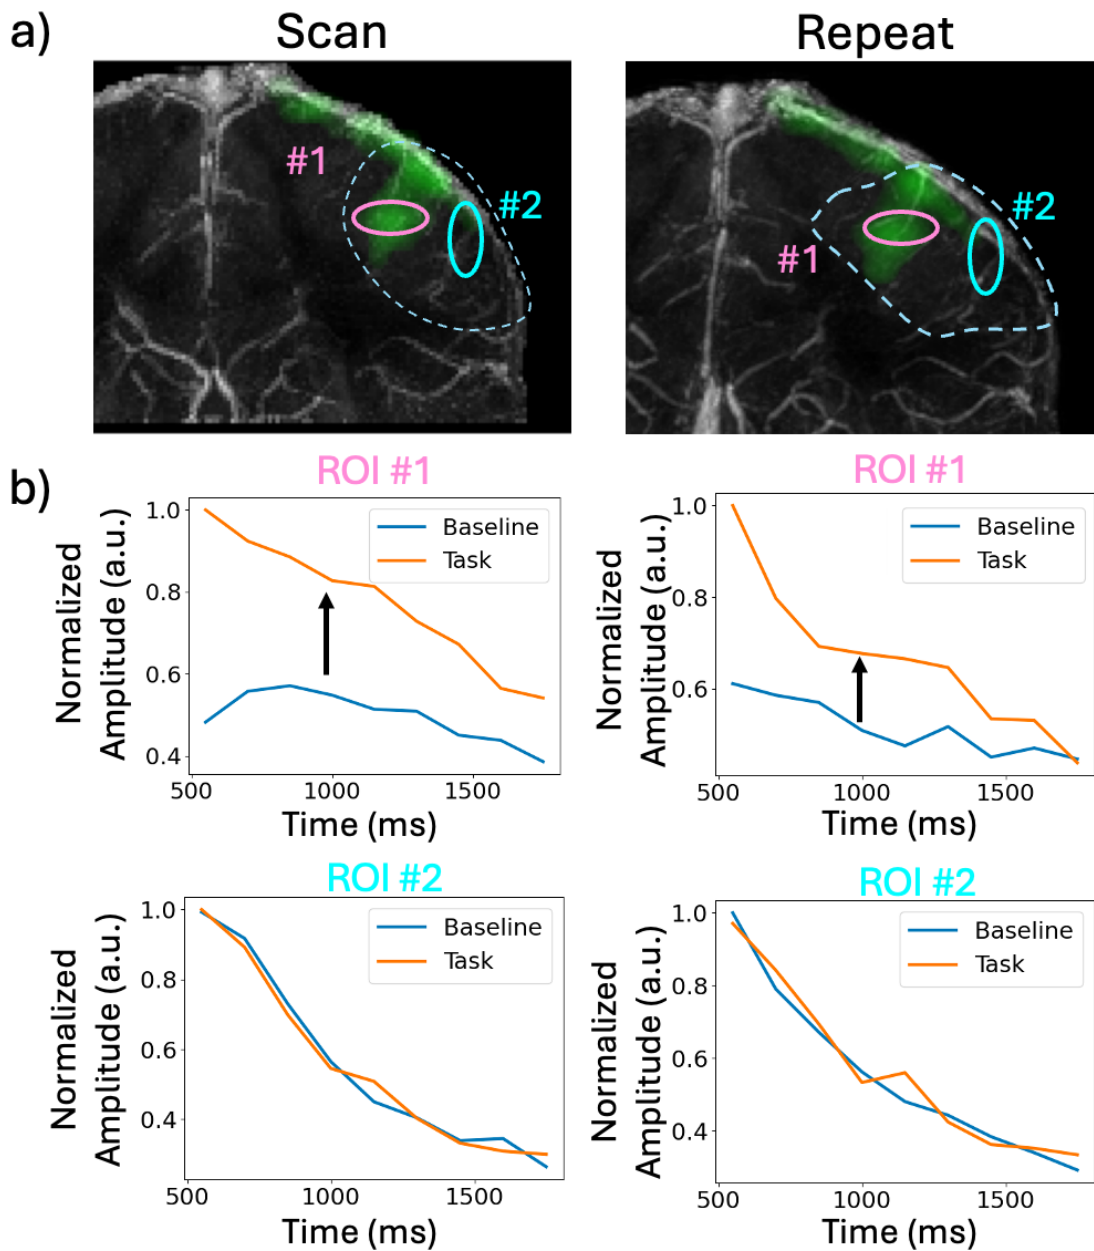 a)
Scan
Repeat
#1
#2
#1
#2
b)
ROI #1
Normalized
Amplitude (a.u.)
1.0
0.8
0.6
0.4
Baseline
Task
500
1000
1500
Time (ms)
ROI #1
Normalized
Amplitude (a.u.)
1.0
0.8
0.6
Baseline
Task
500
1000
1500
Time (ms)
ROI #2
Normalized
Amplitude (a.u.)
1.0
0.8
0.6
0.4
Baseline
Task
500
1000
1500
Time (ms)
ROI #2
Normalized
Amplitude (a.u.)
1.0
0.8
0.6
0.4
Baseline
Task
500
1000
1500
Time (ms)